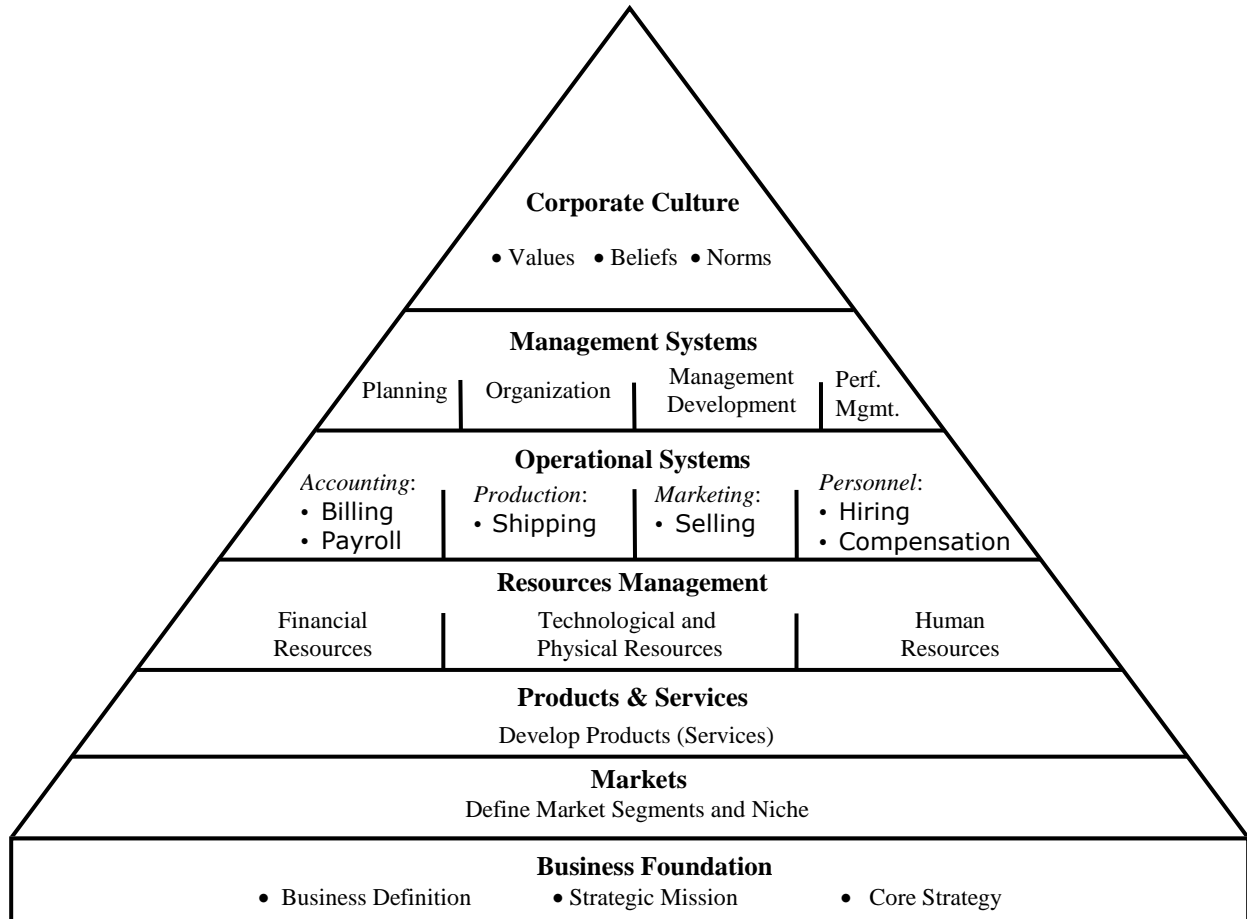 Corporate Culture
• Values • Beliefs • Norms
Management Systems
Planning
Organization
Management
Development
Perf.
Mgmt.
Operational Systems
Accounting:
• Billing
• Payroll
Production:
• Shipping
Marketing:
• Selling
Personnel:
• Hiring
• Compensation
Resources Management
Financial
Resources
Technological and
Physical Resources
Human
Resources
Products & Services
Develop Products (Services)
Markets
Define Market Segments and Niche
Business Foundation
• Business Definition • Strategic Mission • Core Strategy